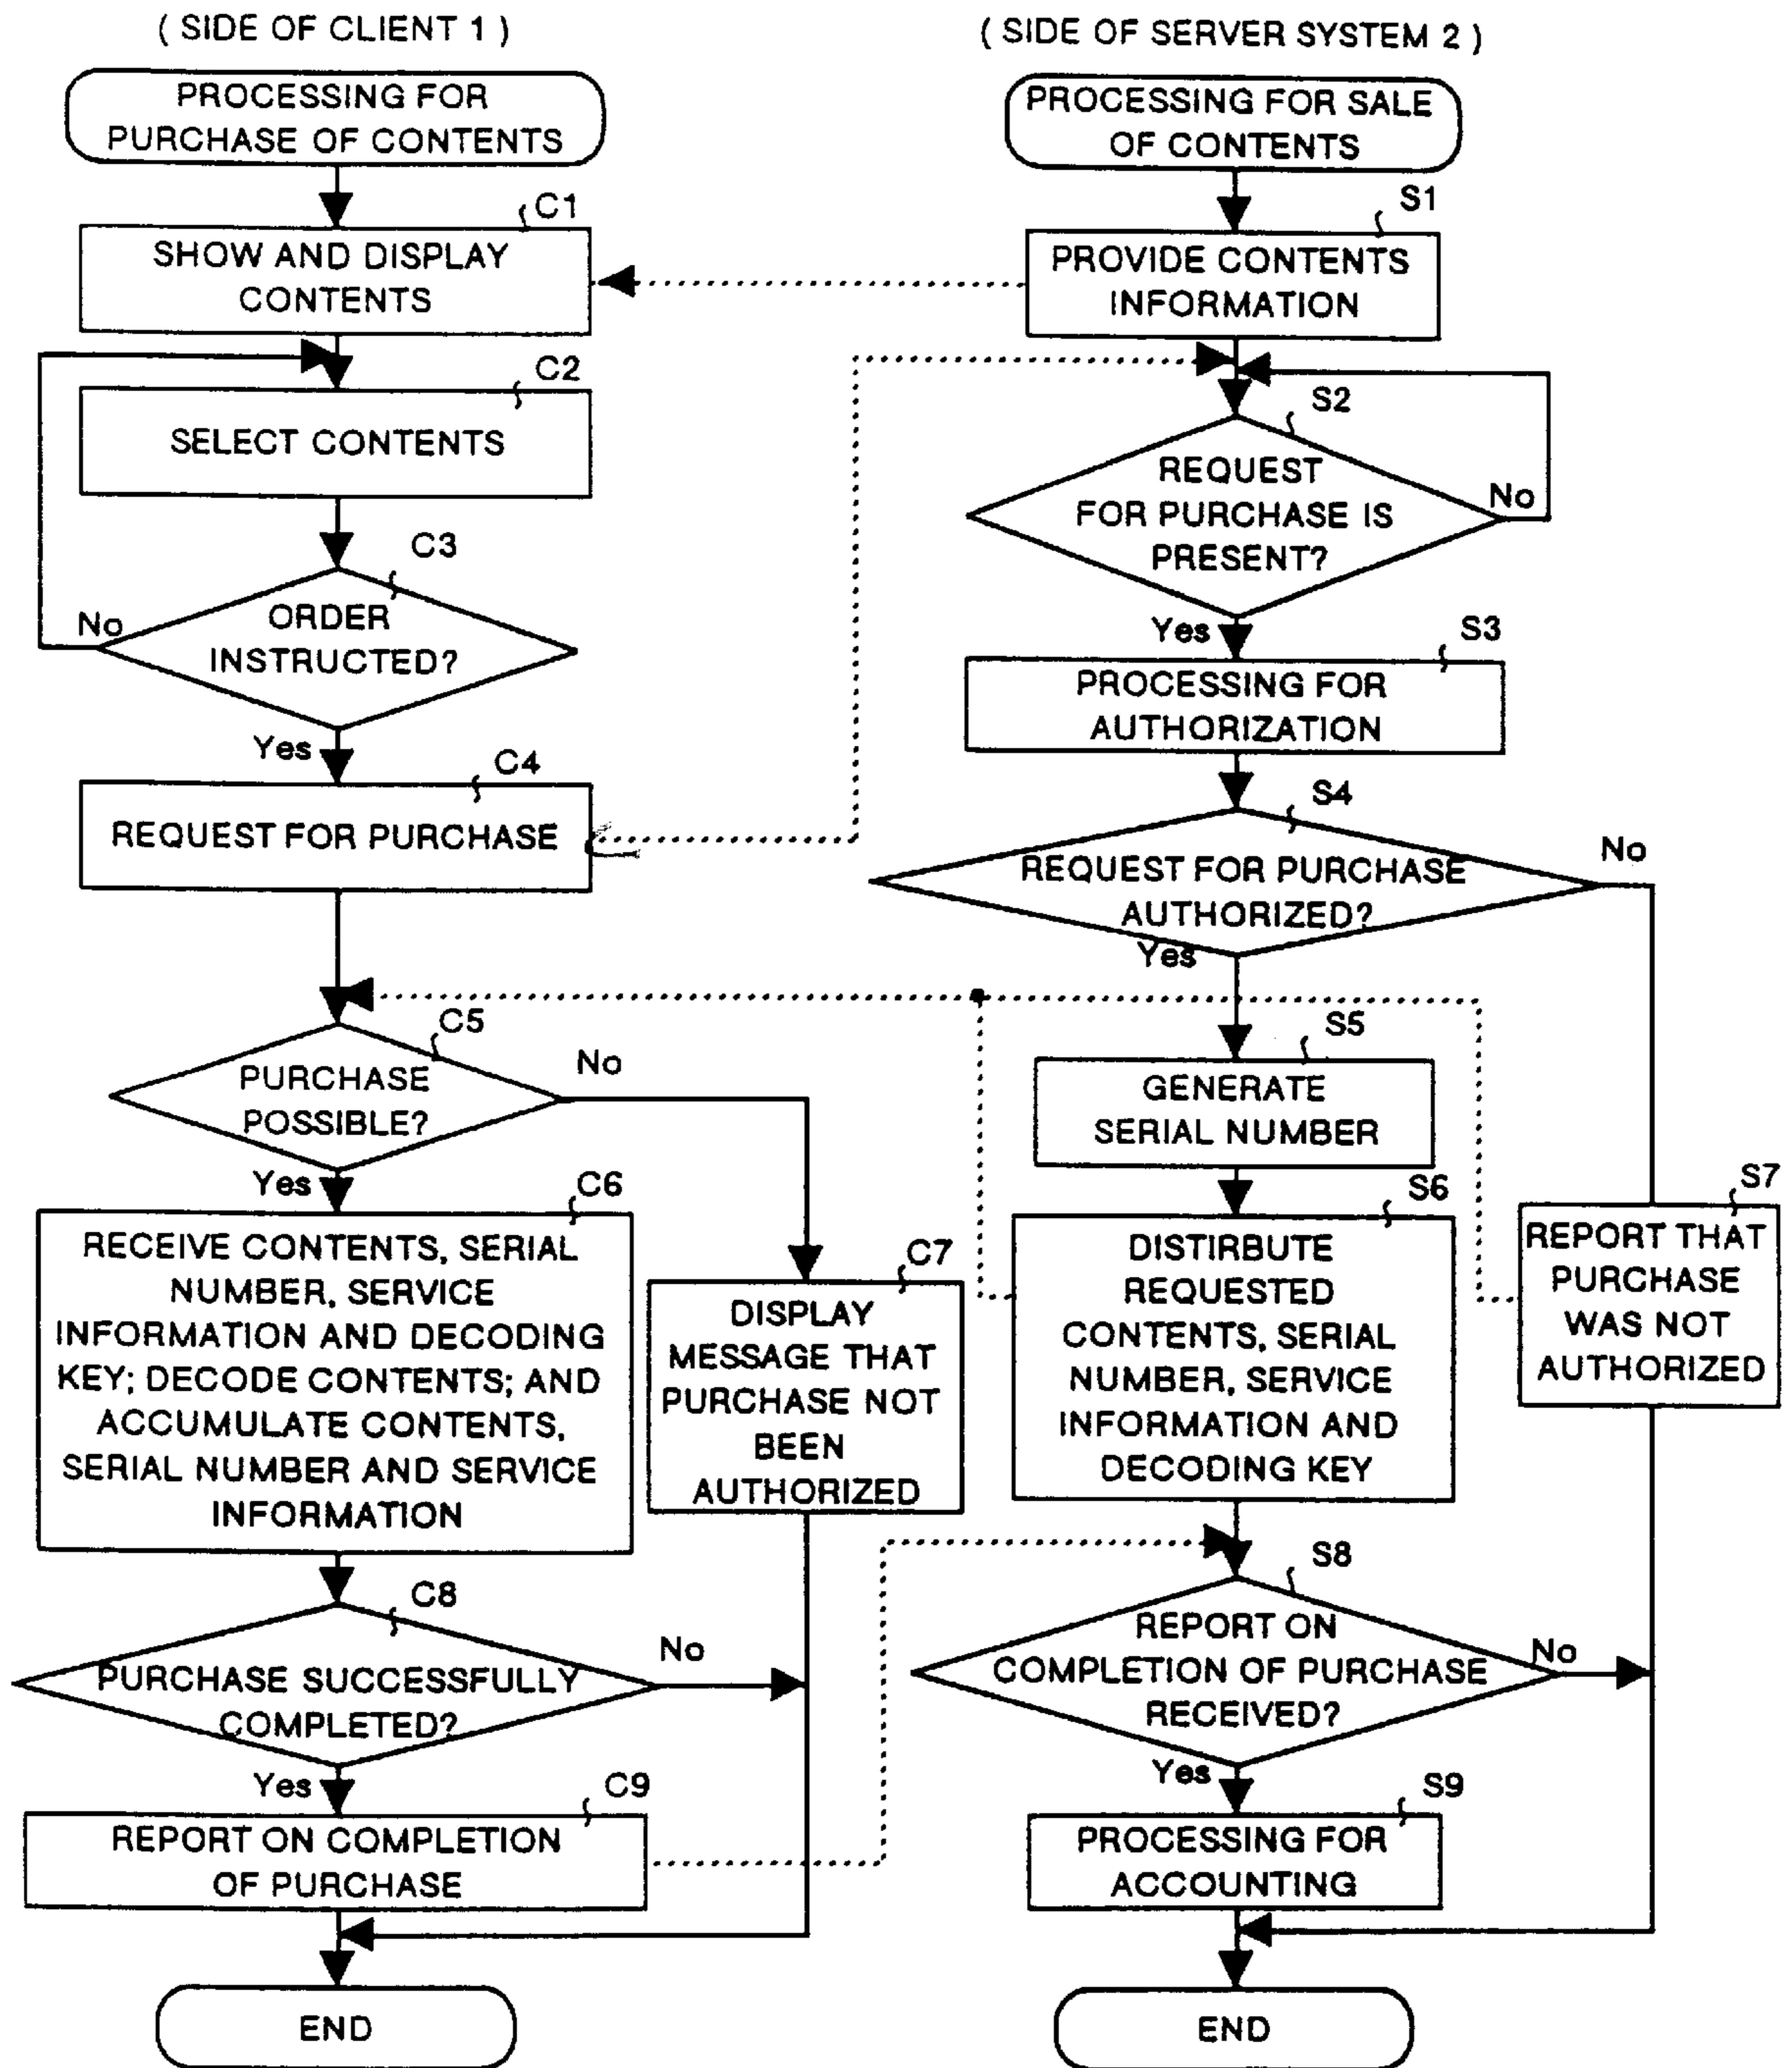 ( SIDE OF CLIENT 1 )
PROCESSING FOR
PURCHASE OF CONTENTS
C1
SHOW AND DISPLAY
CONTENTS
C2
SELECT CONTENTS
C3
ORDER
INSTRUCTED?
No
Yes
C4
REQUEST FOR PURCHASE
C5
PURCHASE
POSSIBLE?
No
Yes
C6
RECEIVE CONTENTS, SERIAL
NUMBER, SERVICE
INFORMATION AND DECODING
KEY; DECODE CONTENTS; AND
ACCUMULATE CONTENTS,
SERIAL NUMBER AND SERVICE
INFORMATION
C7
DISPLAY
MESSAGE THAT
PURCHASE NOT
BEEN
AUTHORIZED
C8
PURCHASE SUCCESSFULLY
COMPLETED?
No
Yes
C9
REPORT ON COMPLETION
OF PURCHASE
END
( SIDE OF SERVER SYSTEM 2 )
PROCESSING FOR SALE
OF CONTENTS
S1
PROVIDE CONTENTS
INFORMATION
S2
REQUEST
FOR PURCHASE IS
PRESENT?
No
Yes
S3
PROCESSING FOR
AUTHORIZATION
S4
REQUEST FOR PURCHASE
AUTHORIZED?
No
Yes
S5
GENERATE
SERIAL NUMBER
S6
DISTIRBUTE
REQUESTED
CONTENTS, SERIAL
NUMBER, SERVICE
INFORMATION AND
DECODING KEY
S7
REPORT THAT
PURCHASE
WAS NOT
AUTHORIZED
S8
REPORT ON
COMPLETION OF PURCHASE
RECEIVED?
No
Yes
S9
PROCESSING FOR
ACCOUNTING
END